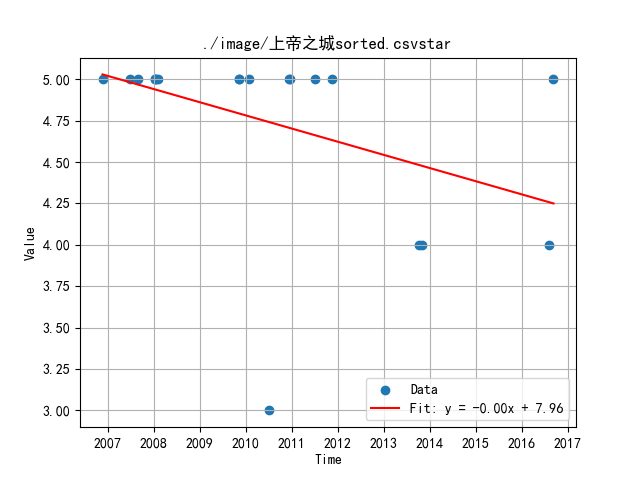 ./image/上帝之城sorted.csvstar
5.00
4.75
4.50
4.25
4.00
3.75
3.50
3.25
3.00
Value
Data
Fit: y = -0.00x + 7.96
2007 2008 2009 2010 2011 2012 2013 2014 2015 2016 2017
Time